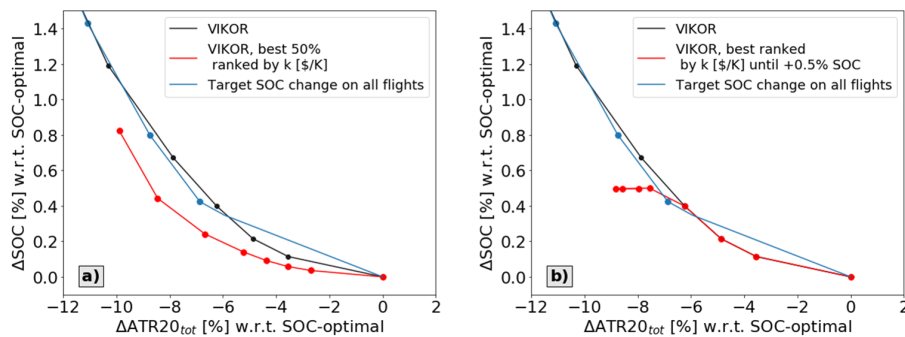 ΔSOC [%] w.r.t. SOC-optimal
1.4
1.2
1.0
0.8
0.6
0.4
0.2
0.0
VIKOR
VIKOR, best 50%
ranked by k [$/K]
Target SOC change on all flights
a)
−12 −10 −8 −6 −4 −2 0 2
ΔATR20tot [%] w.r.t. SOC-optimal
ΔSOC [%] w.r.t. SOC-optimal
1.4
1.2
1.0
0.8
0.6
0.4
0.2
0.0
VIKOR
VIKOR, best ranked
by k [$/K] until +0.5% SOC
Target SOC change on all flights
b)
−12 −10 −8 −6 −4 −2 0 2
ΔATR20tot [%] w.r.t. SOC-optimal